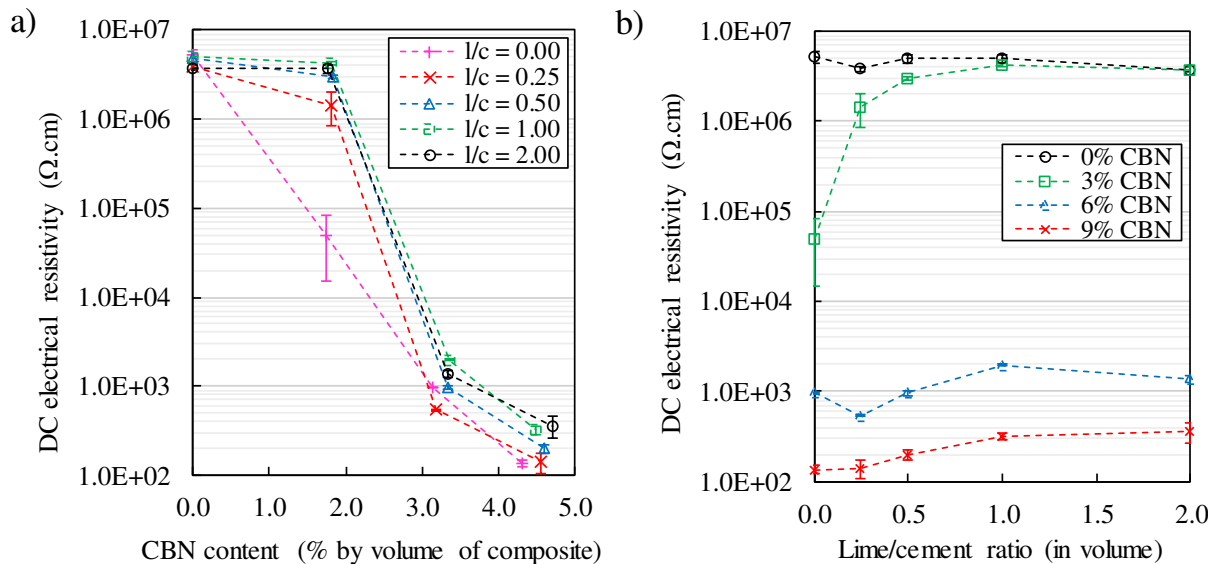 a)
DC electrical resistivity (Ω.cm)
1.0E+07
1.0E+06
1.0E+05
1.0E+04
1.0E+03
1.0E+02
0.0 1.0 2.0 3.0 4.0 5.0
CBN content (% by volume of composite)
l/c = 0.00
l/c = 0.25
l/c = 0.50
l/c = 1.00
l/c = 2.00
b)
DC electrical resistivity (Ω.cm)
1.0E+07
1.0E+06
1.0E+05
1.0E+04
1.0E+03
1.0E+02
0.0 0.5 1.0 1.5 2.0
Lime/cement ratio (in volume)
0% CBN
3% CBN
6% CBN
9% CBN